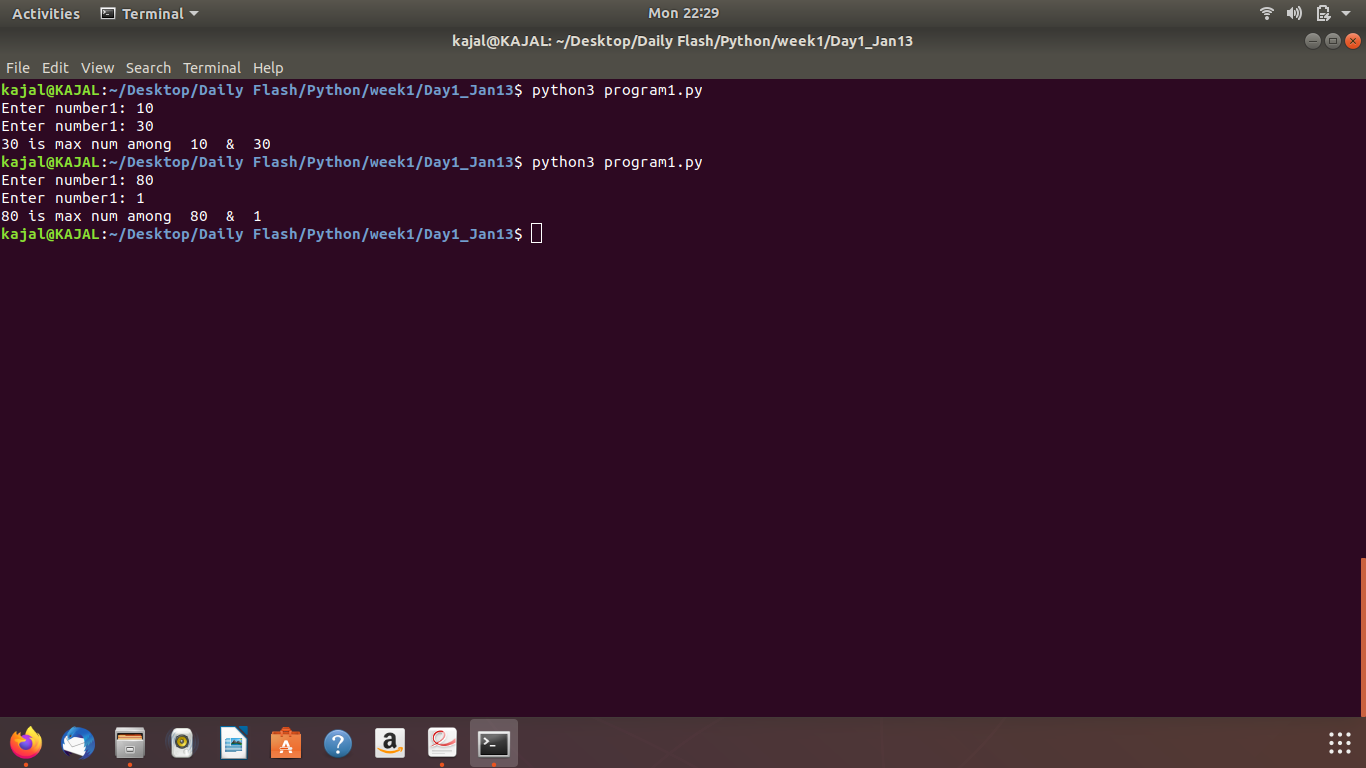 Activities Terminal Mon 22:29
kajal@KAJAL: ~/Desktop/Daily Flash/Python/week1/Day1_Jan13
File Edit View Search Terminal Help
kajal@KAJAL:~/Desktop/Daily Flash/Python/week1/Day1_Jan13$ python3 program1.py
Enter number1: 10
Enter number1: 30
30 is max num among  10  &  30
kajal@KAJAL:~/Desktop/Daily Flash/Python/week1/Day1_Jan13$ python3 program1.py
Enter number1: 80
Enter number1: 1
80 is max num among  80  &  1
kajal@KAJAL:~/Desktop/Daily Flash/Python/week1/Day1_Jan13$